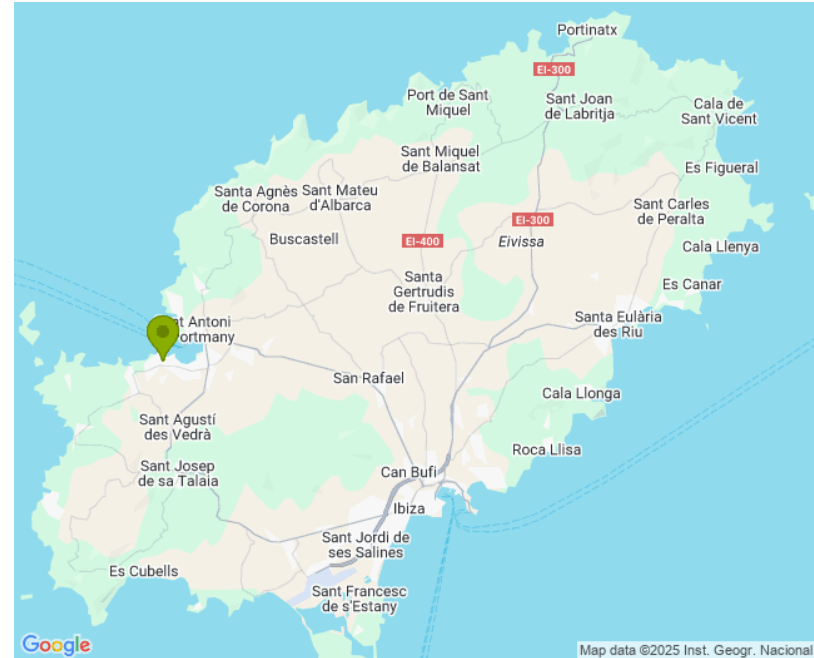 Portinatx
EI-300
Port de Sant
Miquel
Sant Joan
de Labritja
Cala de
Sant Vicent
Sant Miquel
de Balansat
Es Figueral
Santa Agnès
de Corona
Sant Mateu
d'Albarca
Sant Carles
de Peralta
EI-300
Buscastell
EI-400
Eivissa
Cala Llenya
Santa
Gertrudis
de Fruitera
Es Canar
Antoni
Santa Eulària
des Riu
San Rafael
Cala Llonga
Sant Agustí
des Vedrà
Roca Llisa
Sant Josep
de sa Talaia
Can Bufi
Ibiza
Sant Jordi de
ses Salines
Es Cubells
Sant Francesc
de s'Estany
Google
Map data ©2025 Inst. Geogr. Nacional